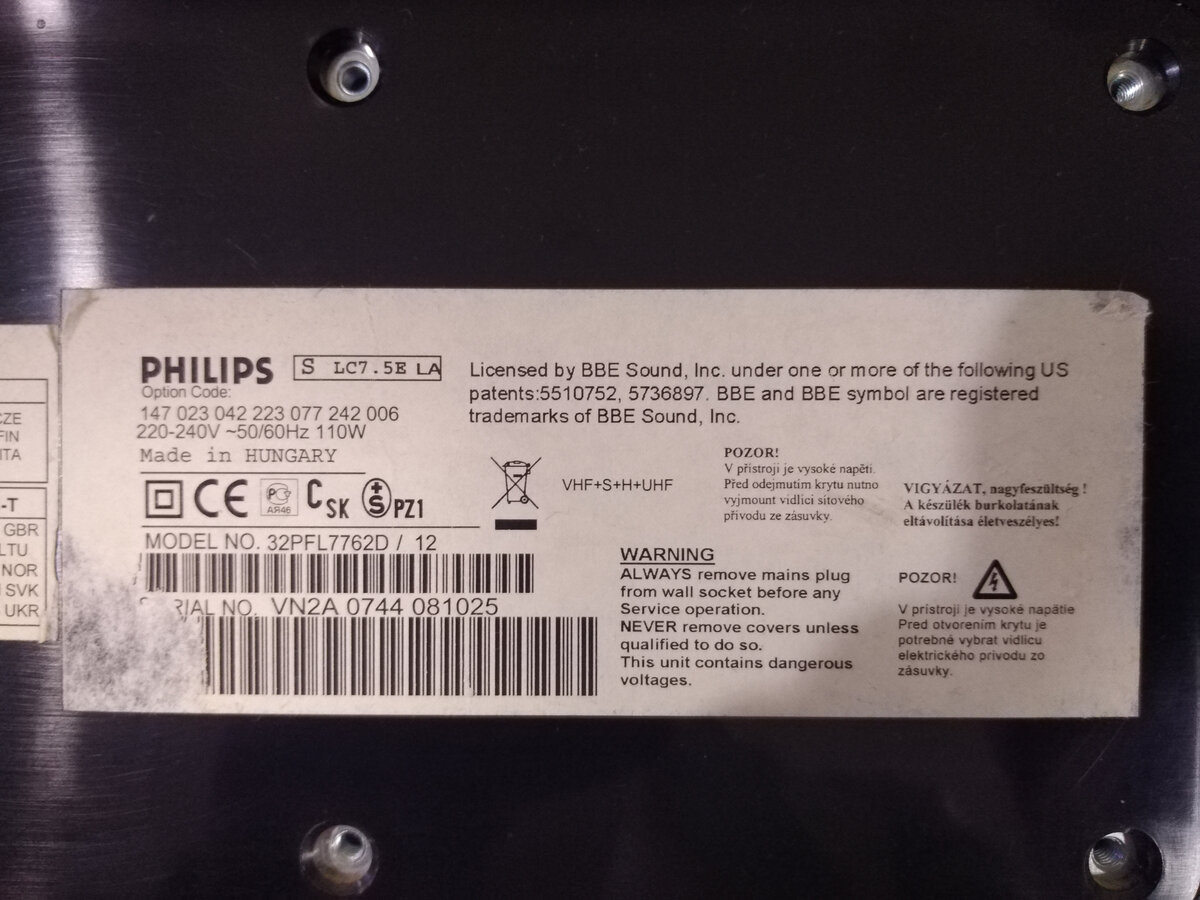 CZE
FIN
ITA
-T
GBR
LTU
NOR
SVK
UKR
PHILIPS
S LC7.5E LA
Option Code:
147 023 042 223 077 242 006
220-240V ~50/60Hz 110W
Made in HUNGARY
CE
РС
АЯ46
CSK
+S
PZ1
MODEL NO. 32PFL7762D / 12
SERIAL NO. VN2A 0744 081025
Licensed by BBE Sound, Inc. under one or more of the following US
patents:5510752, 5736897. BBE and BBE symbol are registered
trademarks of BBE Sound, Inc.
VHF+S+H+UHF
POZOR!
V přístroji je vysoké napětí.
Před odejmutím krytu nutno
vyjmount vidlici síťového
přívodu ze zásuvky.
VIGYÁZAT, nagyfeszültség !
A készülék burkolatának
eltávolítása életveszélyes!
WARNING
ALWAYS remove mains plug
from wall socket before any
Service operation.
NEVER remove covers unless
qualified to do so.
This unit contains dangerous
voltages.
POZOR!
V prístroji je vysoké napätie
Pred otvorením krytu je
potrebné vybrat vidlicu
elektrického prívodu zo
zásuvky.